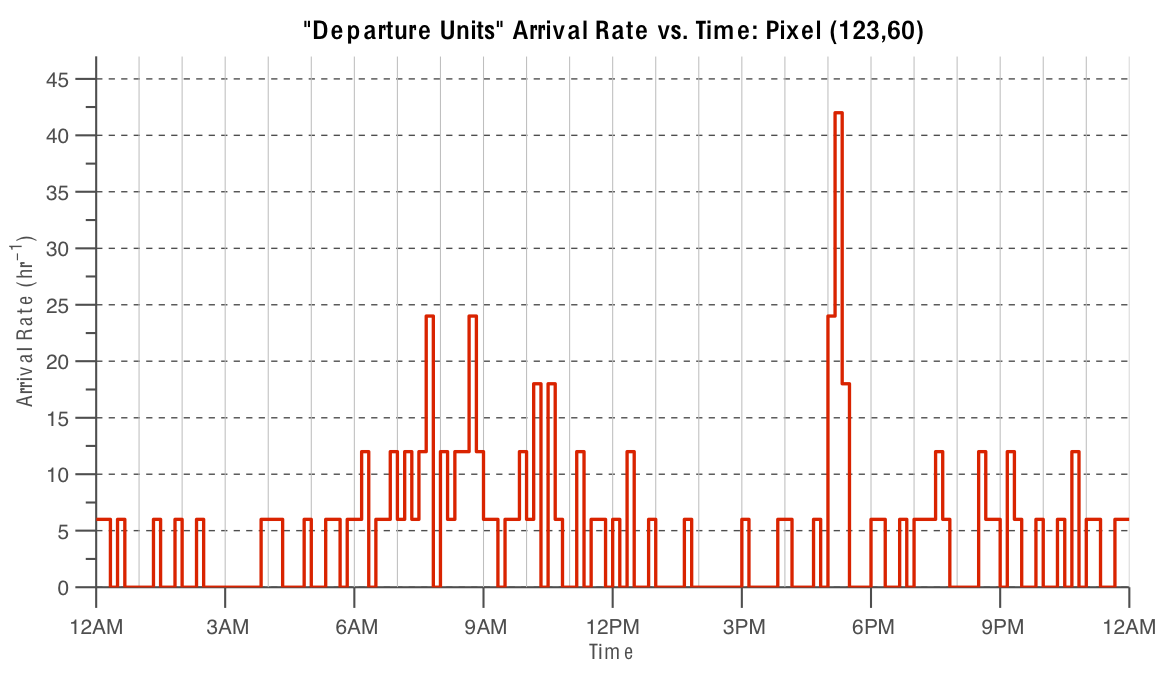 "Departure Units" Arrival Rate vs. Time: Pixel (123,60)
45
40
35
30
25
20
15
10
5
0
Arrival Rate (hr⁻¹)
12AM 3AM 6AM 9AM 12PM 3PM 6PM 9PM 12AM
Time